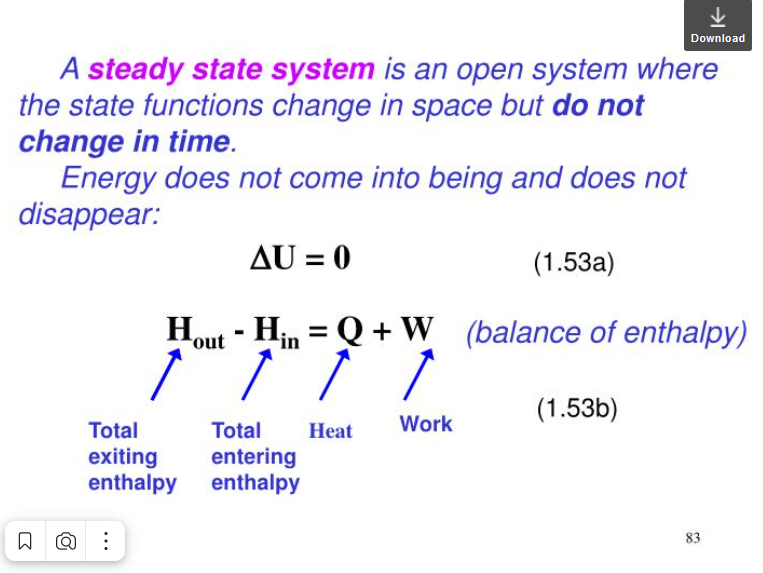 Download
A steady state system is an open system where
the state functions change in space but do not
change in time.
Energy does not come into being and does not
disappear:
ΔU = 0 (1.53a)
Hout - Hin = Q + W (balance of enthalpy)
(1.53b)
Total exiting enthalpy
Total entering enthalpy
Heat
Work
83